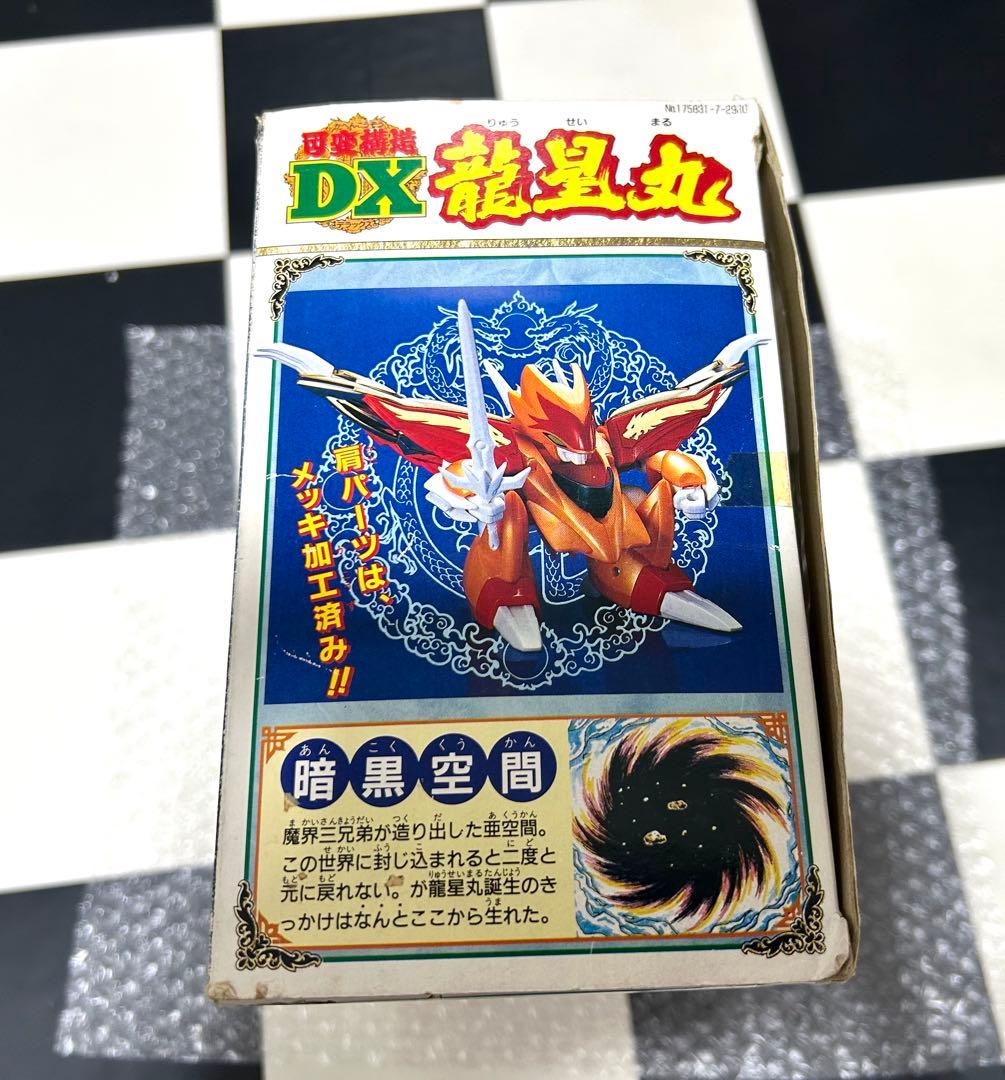 No.175831-7-2980
可変構造
DX
デラックス
りゅう せい まる
龍星丸
肩パーツは、
メッキ加工済み!!
あん こく くう かん
暗黒空間
ま かいさんきょうだい つく だ あ くうかん
魔界三兄弟が造り出した亜空間。
せ かい ふう こ に ど
この世界に封じ込まれると二度と
もと もど りゅうせいまるたんじょう
元に戻れない。が龍星丸誕生のき
うま
っかけはなんとここから生れた。